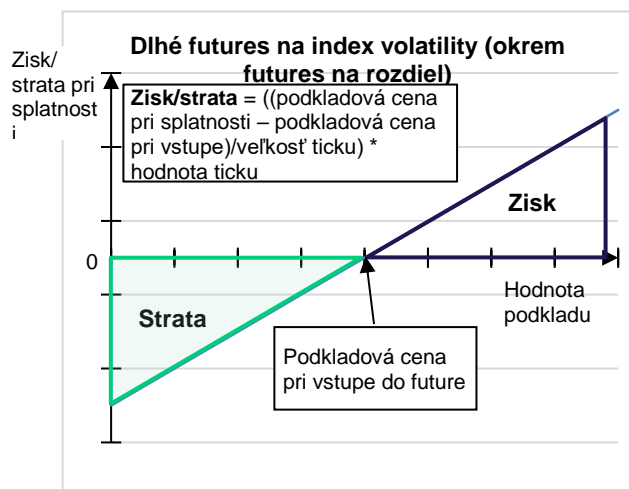 Dlhé futures na index volatility (okrem
futures na rozdiel)
Zisk/
strata pri
splatnost
i
Zisk/strata = ((podkladová cena
pri splatnosti – podkladová cena
pri vstupe)/veľkosť ticku) *
hodnota ticku
Zisk
0
Strata
Hodnota
podkladu
Podkladová cena
pri vstupe do future